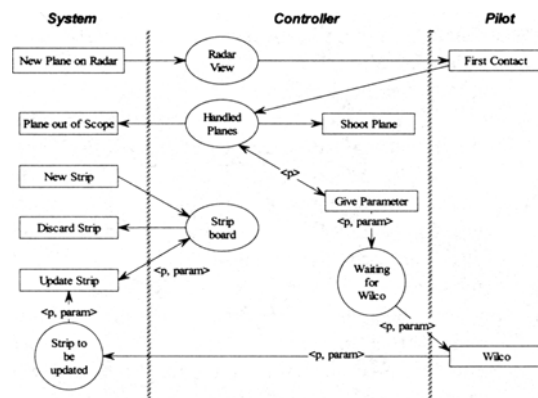 System
Controller
Pilot
New Plane on Radar
Radar
View
First Contact
Plane out of Scope
Handled
Planes
Shoot Plane
<p>
New Strip
Give Parameter
<p, param>
Discard Strip
Strip
board
Update Strip
<p, param>
Waiting
for
Wilco
<p, param>
<p, param>
Strip to
be
updated
<p, param>
Wilco